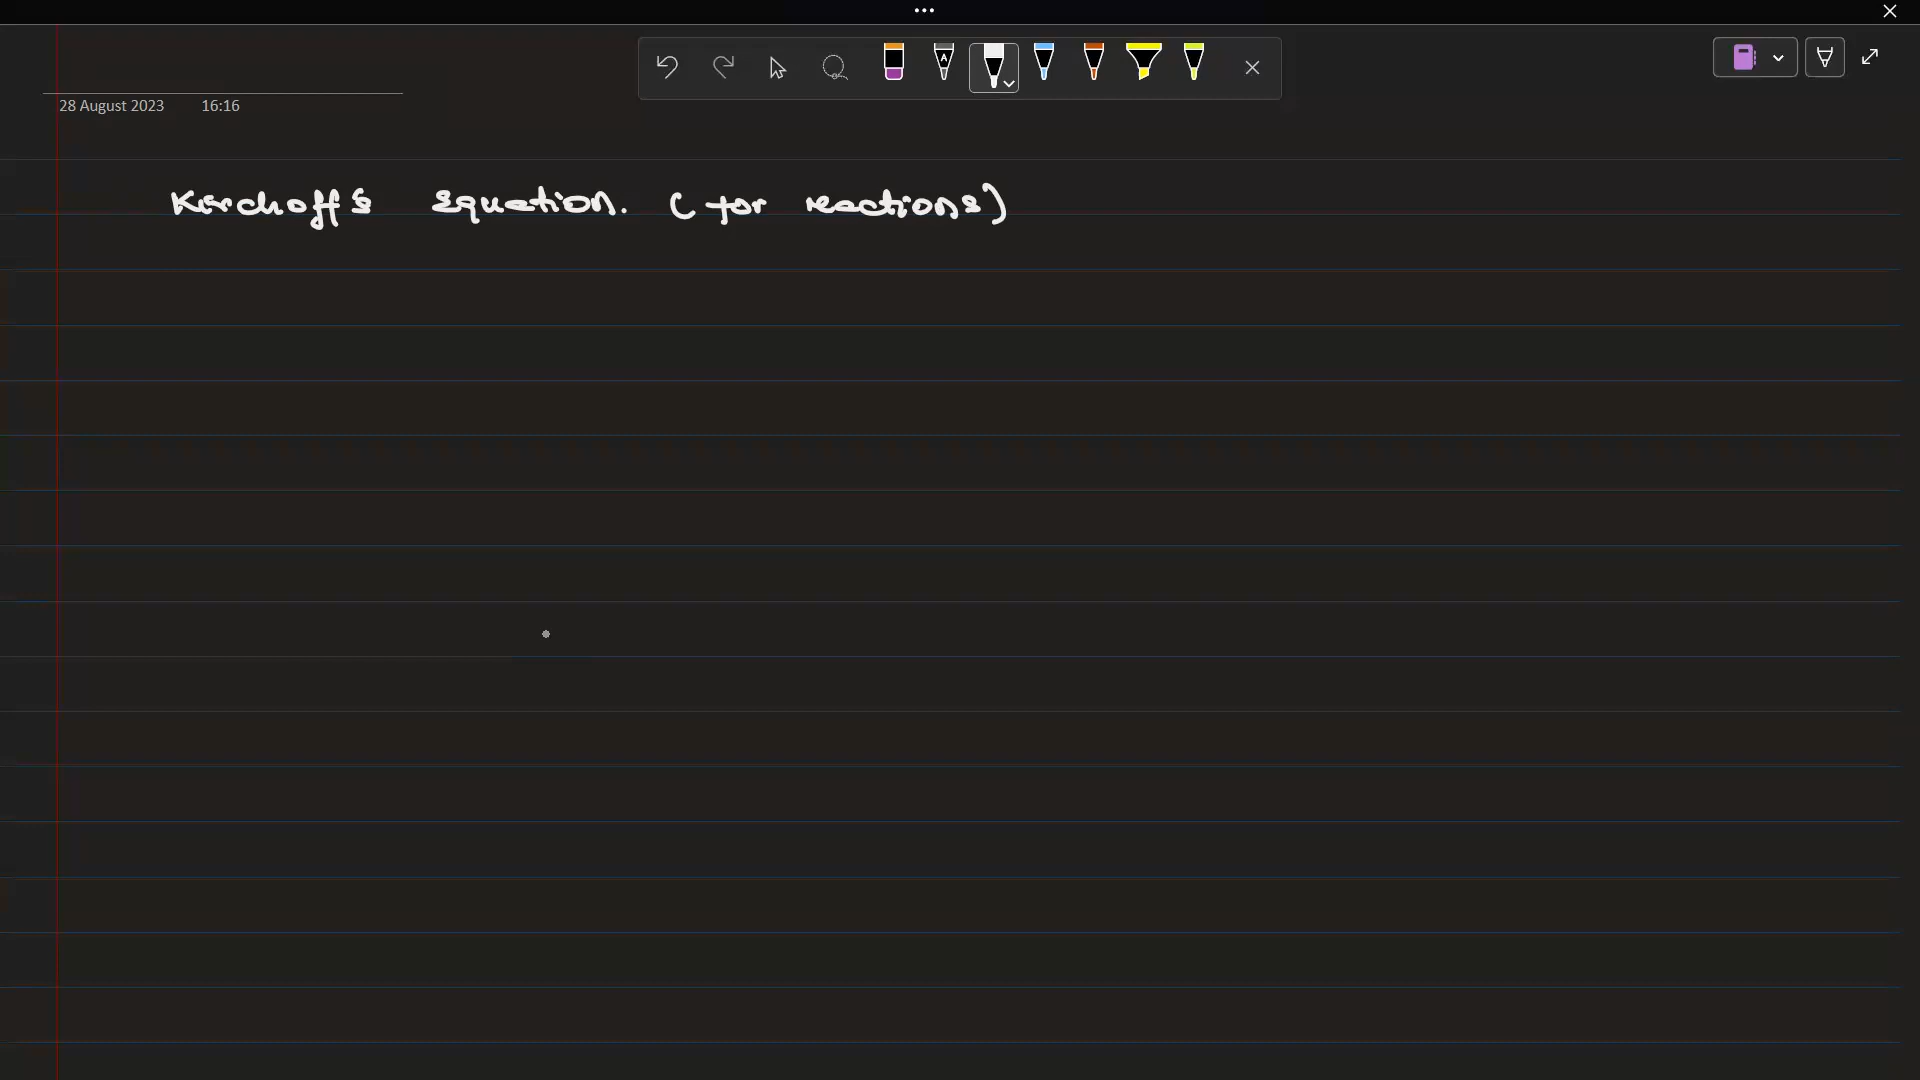 28 August 2023 16:16
Kirchoff's Equation. (for reactions)